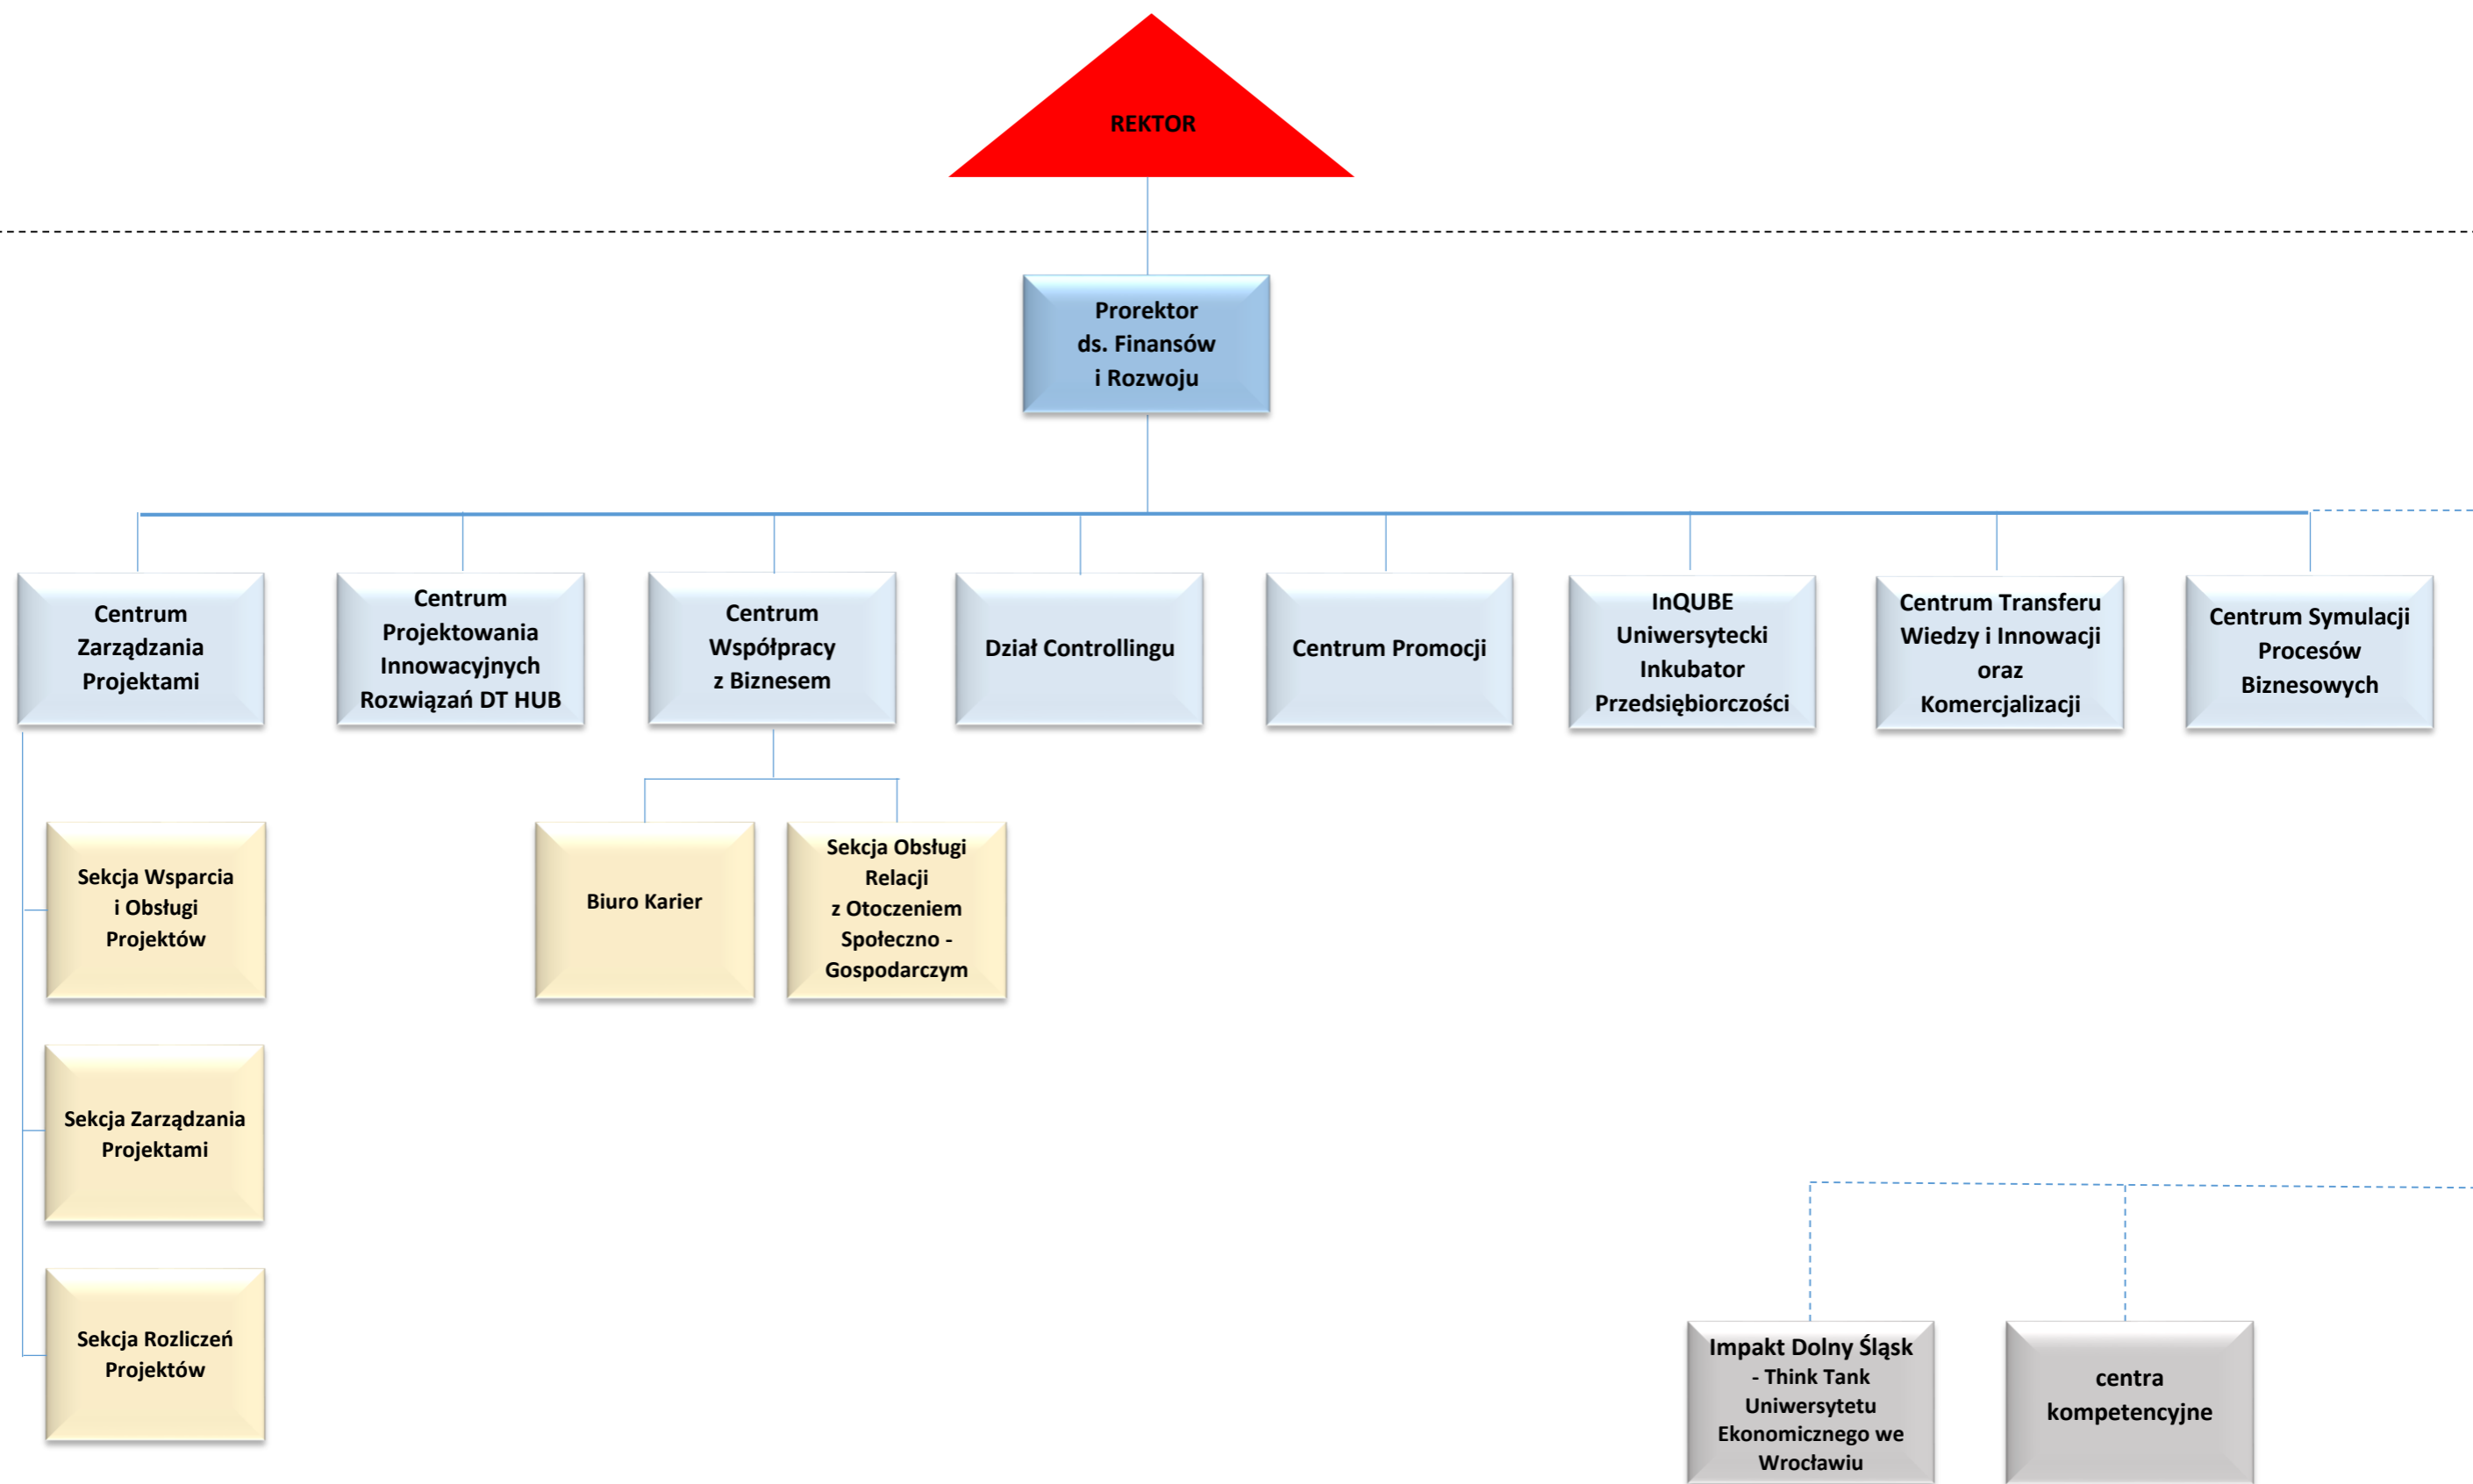 REKTOR
Prorektor
ds. Finansów
i Rozwoju
Centrum
Zarządzania
Projektami
Centrum
Projektowania
Innowacyjnych
Rozwiązań DT HUB
Centrum
Współpracy
z Biznesem
Dział Controllingu
Centrum Promocji
InQUBE
Uniwersytecki
Inkubator
Przedsiębiorczości
Centrum Transferu
Wiedzy i Innowacji
oraz
Komercjalizacji
Centrum Symulacji
Procesów
Biznesowych
Sekcja Wsparcia
i Obsługi
Projektów
Biuro Karier
Sekcja Obsługi
Relacji
z Otoczeniem
Społeczno -
Gospodarczym
Sekcja Zarządzania
Projektami
Sekcja Rozliczeń
Projektów
Impakt Dolny Śląsk
- Think Tank
Uniwersytetu
Ekonomicznego we
Wrocławiu
centra
kompetencyjne